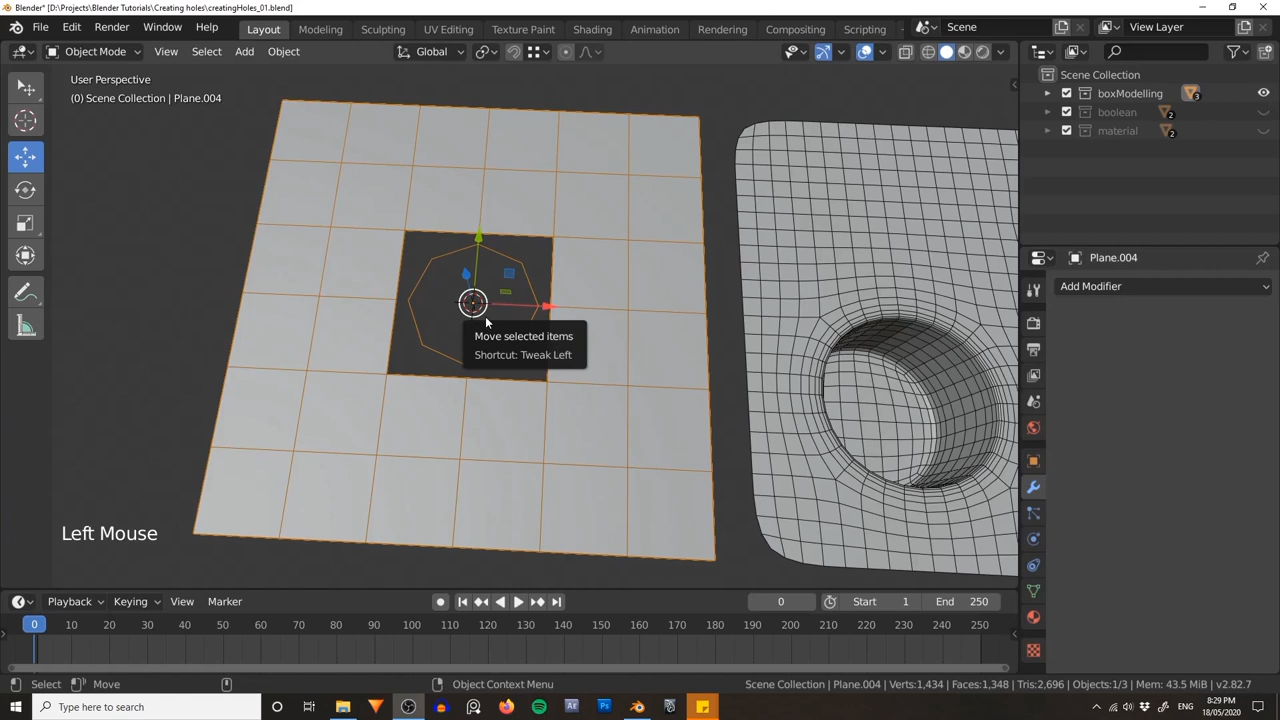 Blender* [D:\Projects\Blender Tutorials\Creating holes\creatingHoles_01.blend]
File Edit Render Window Help Layout Modeling Sculpting UV Editing Texture Paint Shading Animation Rendering Compositing Scripting Scene View Layer
Object Mode View Select Add Object Global
User Perspective
(0) Scene Collection | Plane.004
Scene Collection
boxModelling 3
boolean 2
material 2
Plane.004
Add Modifier
Move selected items
Shortcut: Tweak Left
Left Mouse
Playback Keying View Marker 0 Start 1 End 250
0 10 20 30 40 50 60 70 80 90 100 110 120 130 140 150 160 170 180 190 200 210 220 230 240 250
Select Move Object Context Menu Scene Collection | Plane.004 | Verts:1,434 | Faces:1,348 | Tris:2,696 | Objects:1/3 | Mem: 43.5 MiB | v2.82.7
Type here to search
Ae Ps
8:29 PM
18/05/2020